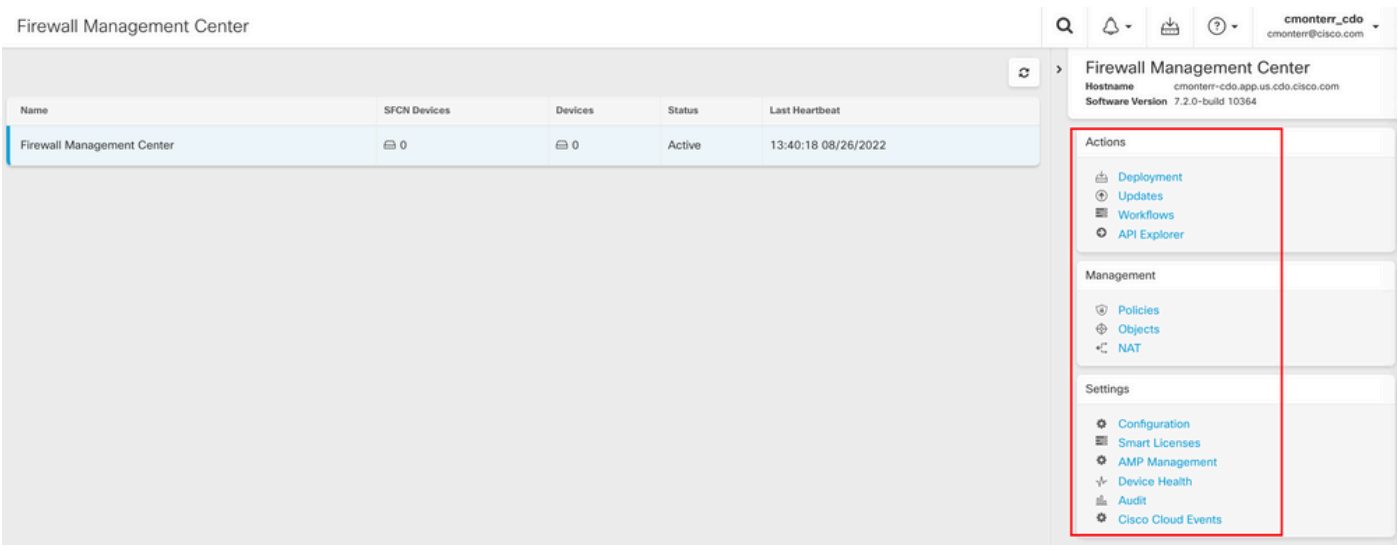 Firewall Management Center
cmonterr_cdo
cmonterr@cisco.com
Name SFCN Devices Devices Status Last Heartbeat
Firewall Management Center 0 0 Active 13:40:18 08/26/2022
Firewall Management Center
Hostname cmonterr-cdo.app.us.cdo.cisco.com
Software Version 7.2.0-build 10364
Actions
Deployment
Updates
Workflows
API Explorer
Management
Policies
Objects
NAT
Settings
Configuration
Smart Licenses
AMP Management
Device Health
Audit
Cisco Cloud Events